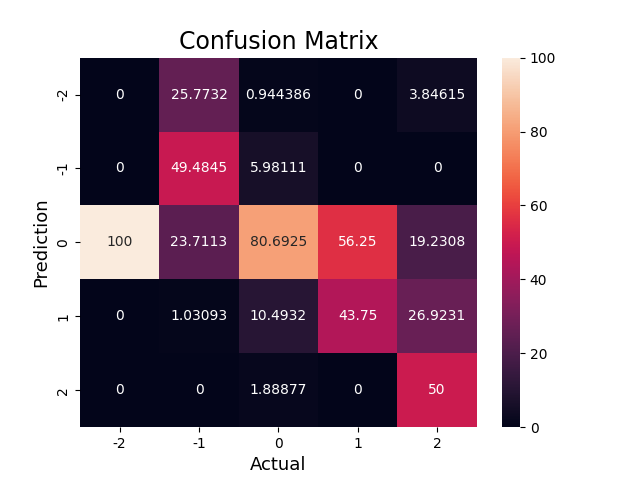 Confusion Matrix
Prediction
-2 0 25.7732 0.944386 0 3.84615
-1 0 49.4845 5.98111 0 0
0 100 23.7113 80.6925 56.25 19.2308
1 0 1.03093 10.4932 43.75 26.9231
2 0 0 1.88877 0 50
-2 -1 0 1 2
Actual
100
80
60
40
20
0